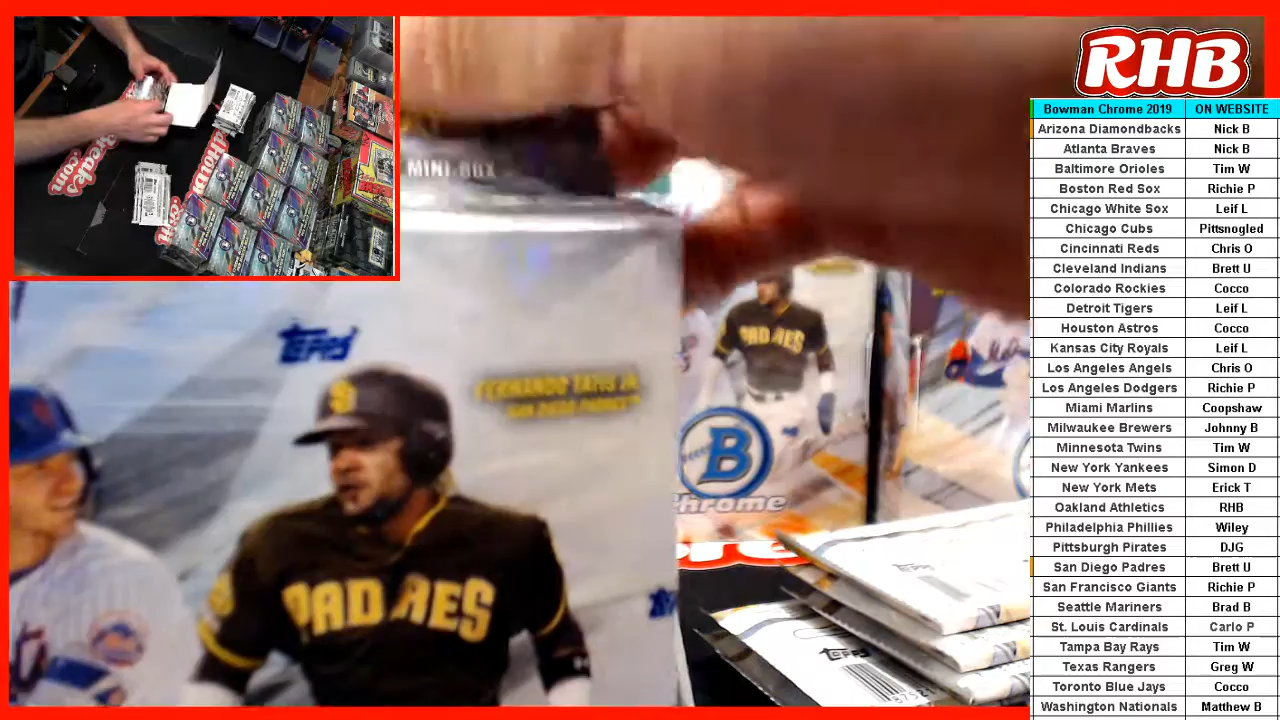 RHB
Bowman Chrome 2019 ON WEBSITE
Arizona Diamondbacks Nick B
Atlanta Braves Nick B
Baltimore Orioles Tim W
Boston Red Sox Richie P
Chicago White Sox Leif L
Chicago Cubs Pittsnogled
Cincinnati Reds Chris O
Cleveland Indians Brett U
Colorado Rockies Cocco
Detroit Tigers Leif L
Houston Astros Cocco
Kansas City Royals Leif L
Los Angeles Angels Chris O
Los Angeles Dodgers Richie P
Miami Marlins Coopshaw
Milwaukee Brewers Johnny B
Minnesota Twins Tim W
New York Yankees Simon D
New York Mets Erick T
Oakland Athletics RHB
Philadelphia Phillies Wiley
Pittsburgh Pirates DJG
San Diego Padres Brett U
San Francisco Giants Richie P
Seattle Mariners Brad B
St. Louis Cardinals Carlo P
Tampa Bay Rays Tim W
Texas Rangers Greg W
Toronto Blue Jays Cocco
Washington Nationals Matthew B
MINI-BOX
TOPPS
FERNANDO TATIS JR.
SAN DIEGO PADRES™
PADRES
PADRES
B
Chrome
TOPPS
Breaks
.com